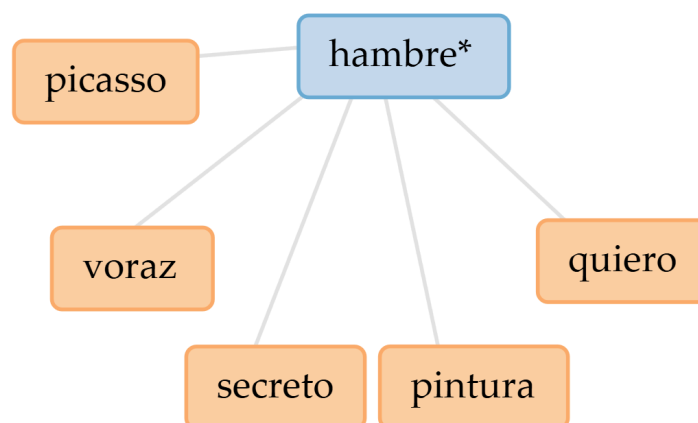 hambre*
picasso
voraz
quiero
secreto
pintura